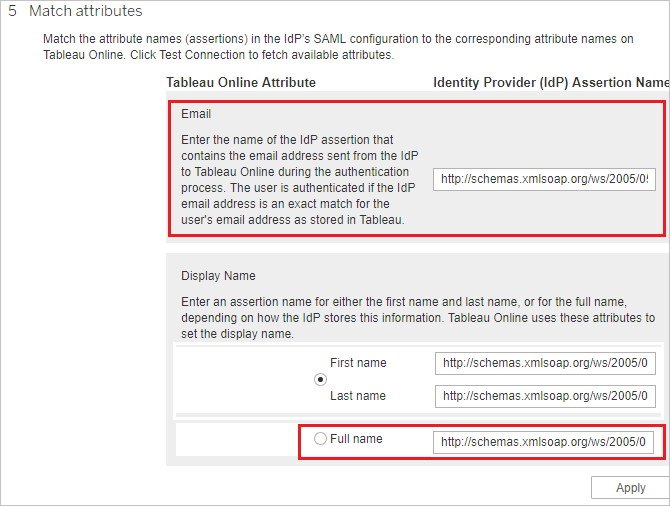 5 Match attributes
Match the attribute names (assertions) in the IdP's SAML configuration to the corresponding attribute names on
Tableau Online. Click Test Connection to fetch available attributes.
Tableau Online Attribute Identity Provider (IdP) Assertion Name
Email
Enter the name of the IdP assertion that
contains the email address sent from the IdP
to Tableau Online during the authentication
process. The user is authenticated if the IdP
email address is an exact match for the
user's email address as stored in Tableau.
http://schemas.xmlsoap.org/ws/2005/05
Display Name
Enter an assertion name for either the first name and last name, or for the full name,
depending on how the IdP stores this information. Tableau Online uses these attributes to
set the display name.
First name http://schemas.xmlsoap.org/ws/2005/0
Last name http://schemas.xmlsoap.org/ws/2005/0
Full name http://schemas.xmlsoap.org/ws/2005/0
Apply